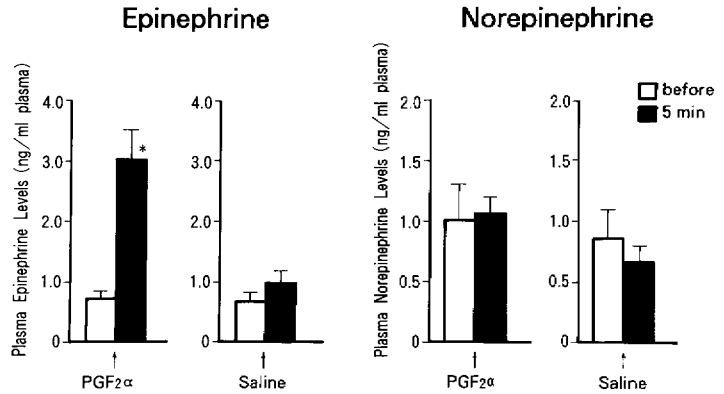 Epinephrine
Norepinephrine
before
5 min
Plasma Epinephrine Levels (ng/ml plasma)
4.0
3.0
2.0
1.0
0
*
PGF2α
4.0
3.0
2.0
1.0
0
Saline
Plasma Norepinephrine Levels (ng/ml plasma)
2.0
1.5
1.0
0.5
0
PGF2α
2.0
1.5
1.0
0.5
0
Saline